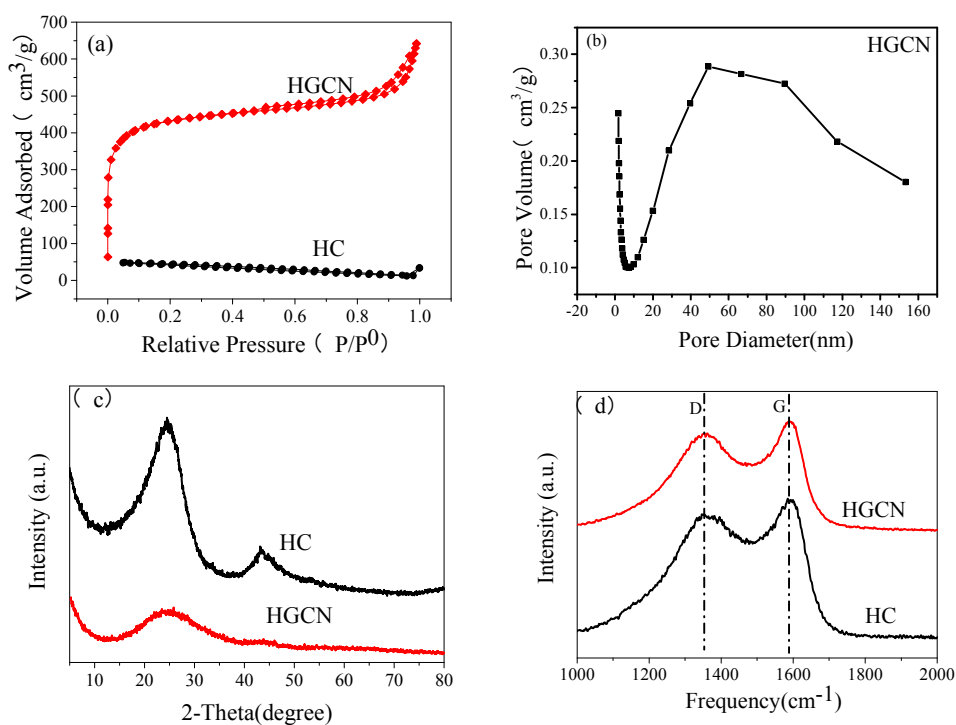 (a)
700
600
500
400
300
200
100
0
Volume Adsorbed( cm³/g)
HGCN
HC
0.0 0.2 0.4 0.6 0.8 1.0
Relative Pressure( P/P⁰)
(b)
HGCN
0.30
0.25
0.20
0.15
0.10
Pore Volume( cm³/g)
-20 0 20 40 60 80 100 120 140 160
Pore Diameter(nm)
(c)
Intensity (a.u.)
HC
HGCN
10 20 30 40 50 60 70 80
2-Theta(degree)
(d)
D G
Intensity (a.u.)
HGCN
HC
1000 1200 1400 1600 1800 2000
Frequency(cm⁻¹)